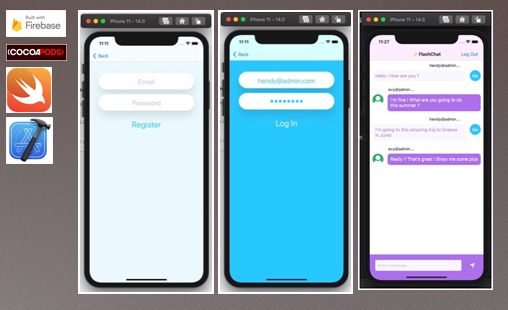 Built with
Firebase
{COCOAPODS}
iPhone 11 – 14.0
< Back
Email
Password
Register
iPhone 11 – 14.0
11:26
< Back
hendy@admin.com
Log In
iPhone 11 – 14.0
11:27
⚡FlashChat
Log Out
hendy@admin....
Hello ! How are you ?
Me
evy@admin....
I'm fine ! What are you going to do
this summer ?
hendy@admin....
I'm going to this amazing trip to Greece
in June!
Me
evy@admin....
Really ? That's great ! Show me some pics
Write a message...